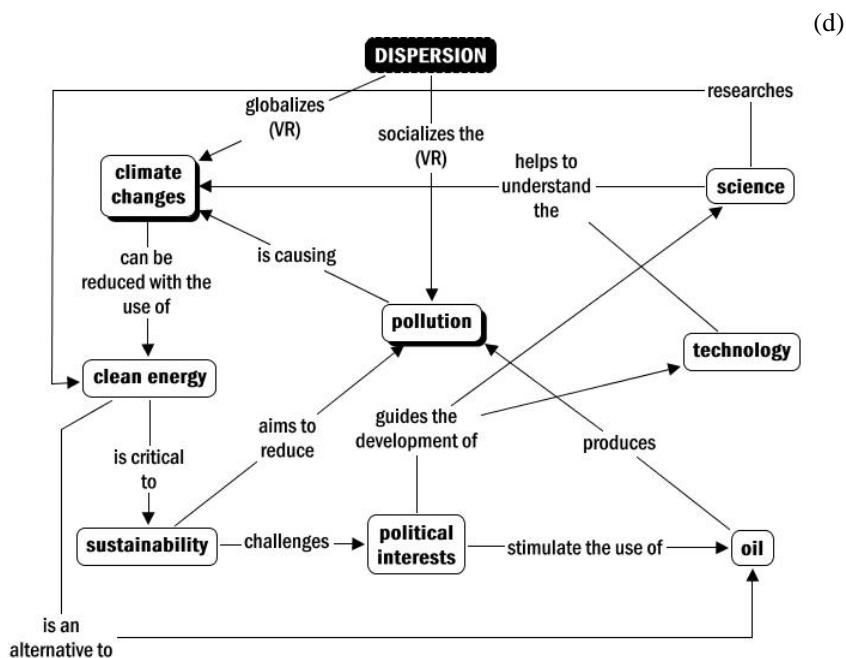 (d)
DISPERSION
globalizes
(VR)
researches
socializes the
(VR)
helps to
understand
the
climate
changes
science
can be
reduced with the
use of
is causing
pollution
technology
clean energy
aims to
reduce
guides the
development of
produces
is critical
to
sustainability
challenges
political
interests
stimulate the use of
oil
is an
alternative to